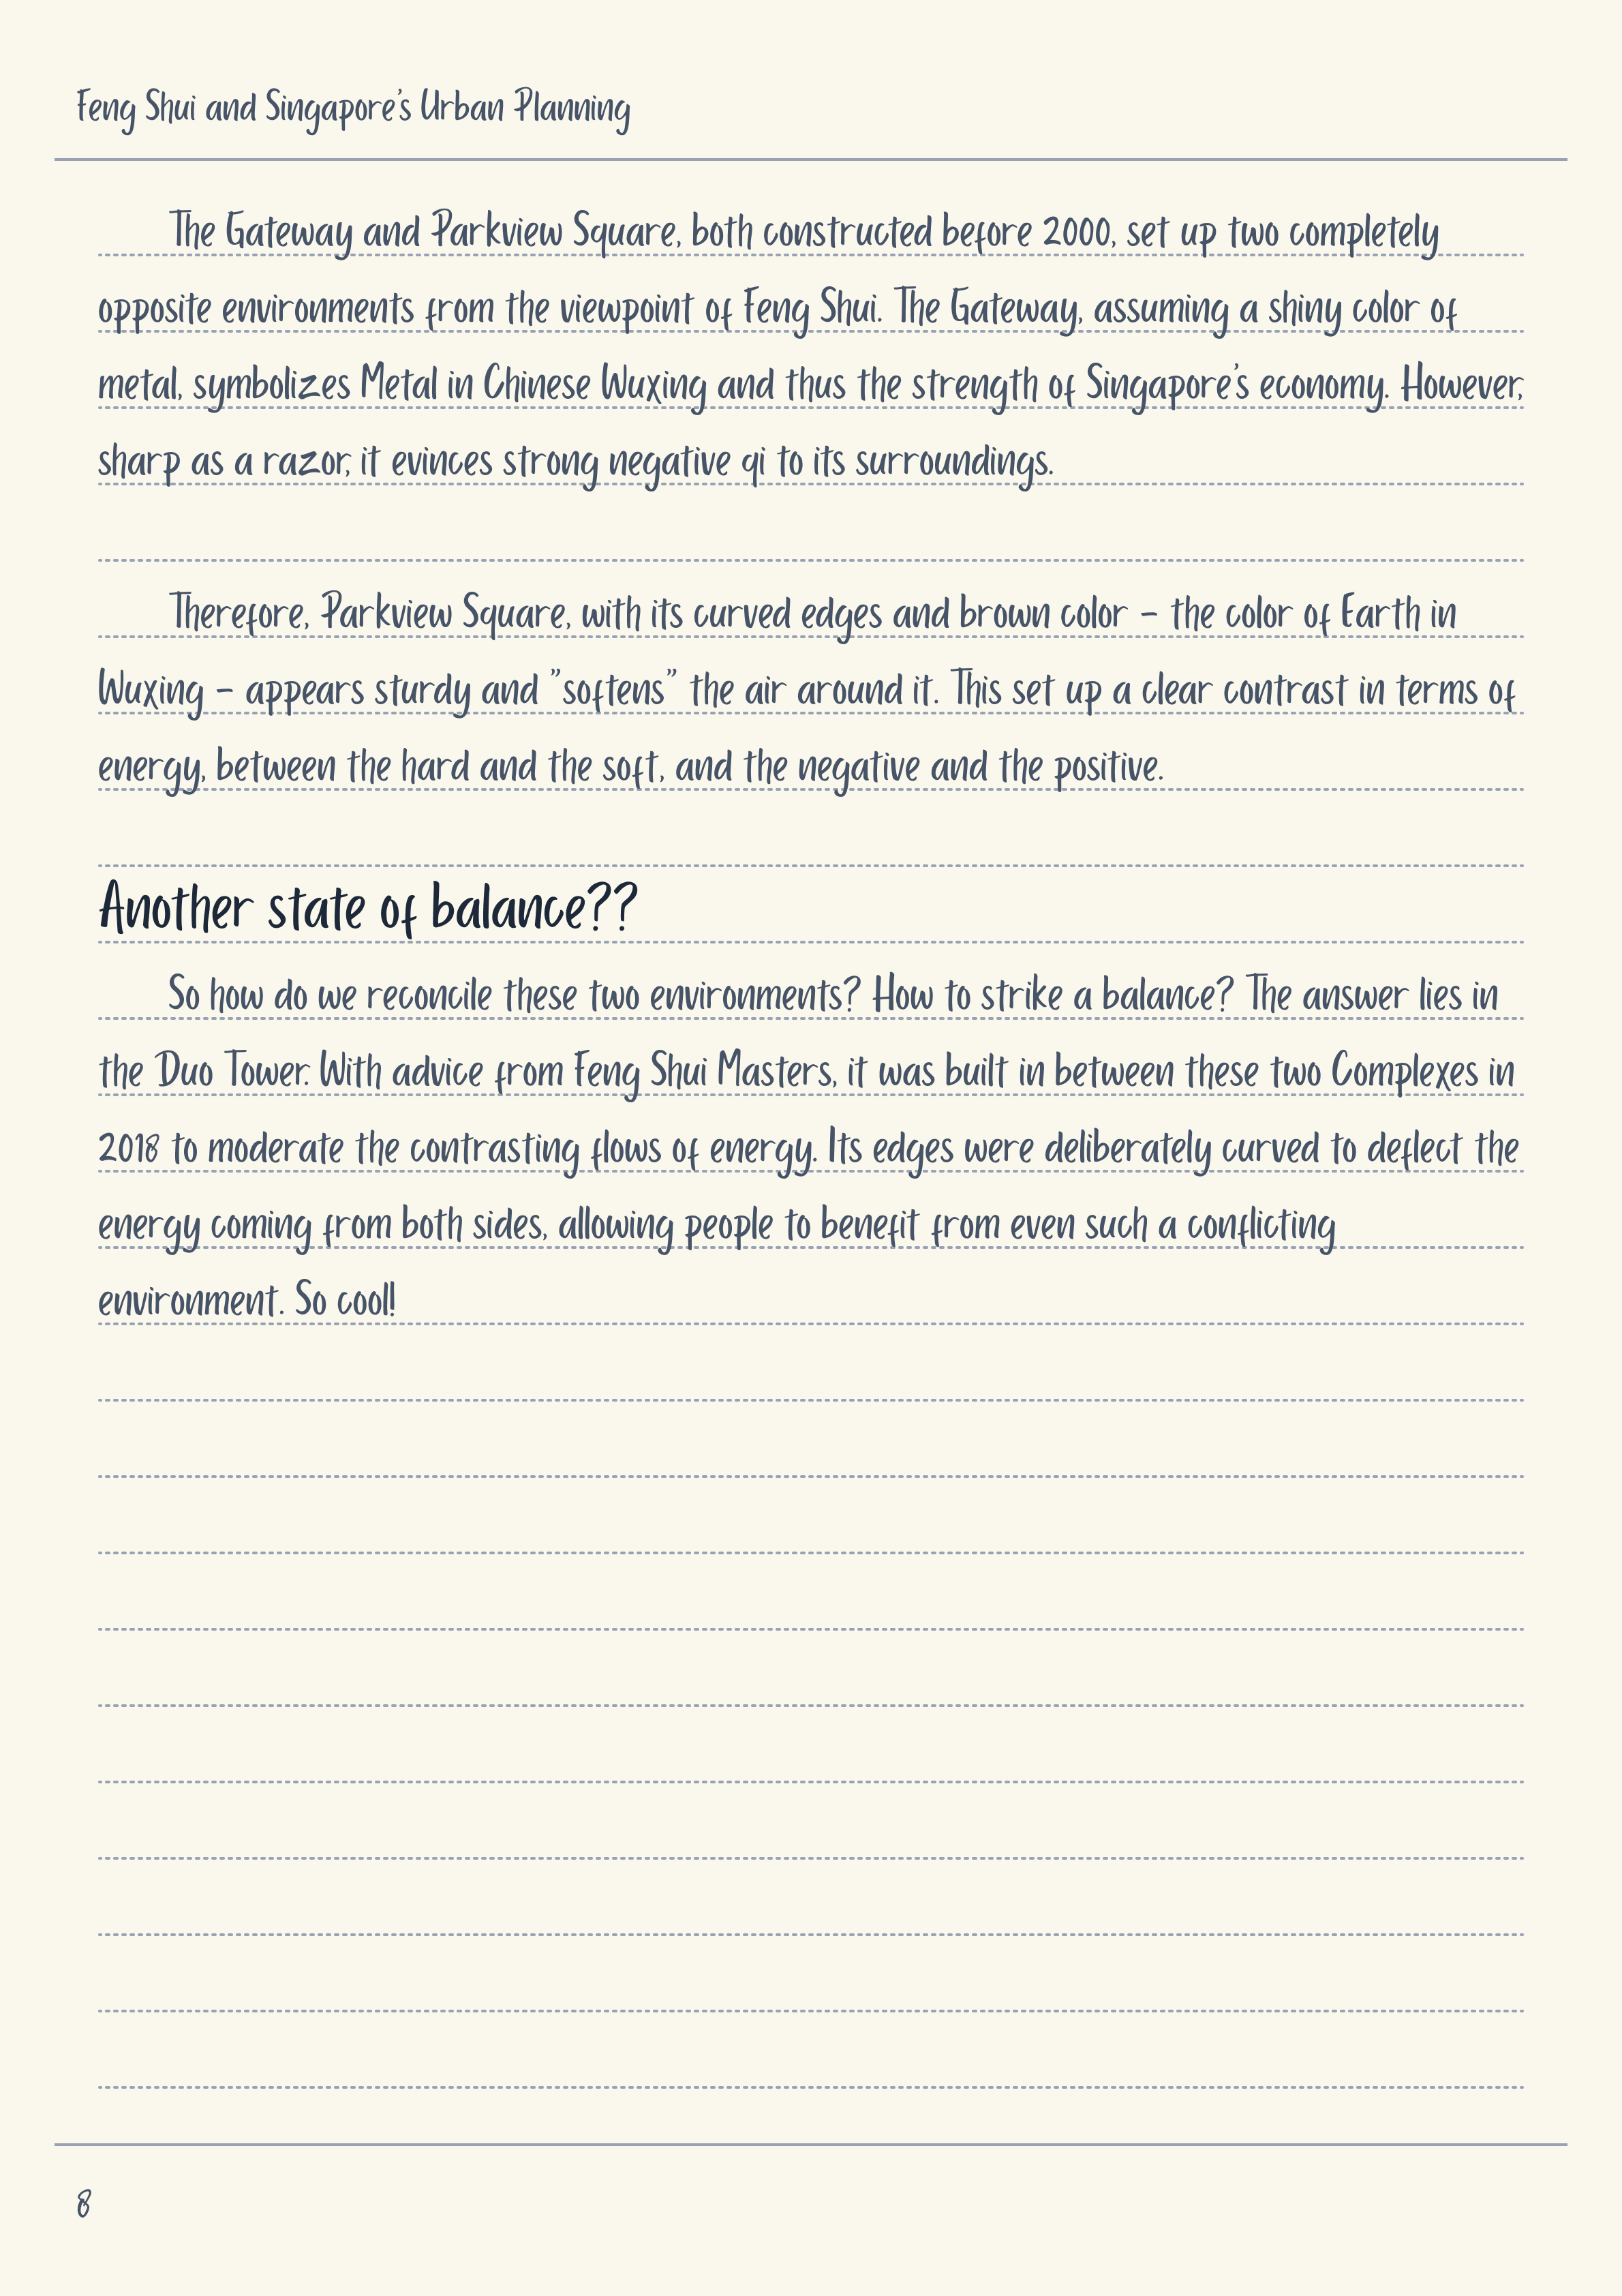 Feng Shui and Singapore's Urban Planning
The Gateway and Parkview Square, both constructed before 2000, set up two completely
opposite environments from the viewpoint of Feng Shui. The Gateway, assuming a shiny color of
metal, symbolizes Metal in Chinese Wuxing and thus the strength of Singapore's economy. However,
sharp as a razor, it evinces strong negative qi to its surroundings.
Therefore, Parkview Square, with its curved edges and brown color – the color of Earth in
Wuxing – appears sturdy and ”softens” the air around it. This set up a clear contrast in terms of
energy, between the hard and the soft, and the negative and the positive.
Another state of balance??
So how do we reconcile these two environments? How to strike a balance? The answer lies in
the Duo Tower. With advice from Feng Shui Masters, it was built in between these two Complexes in
2018 to moderate the contrasting flows of energy. Its edges were deliberately curved to deflect the
energy coming from both sides, allowing people to benefit from even such a conflicting
environment. So cool!
8